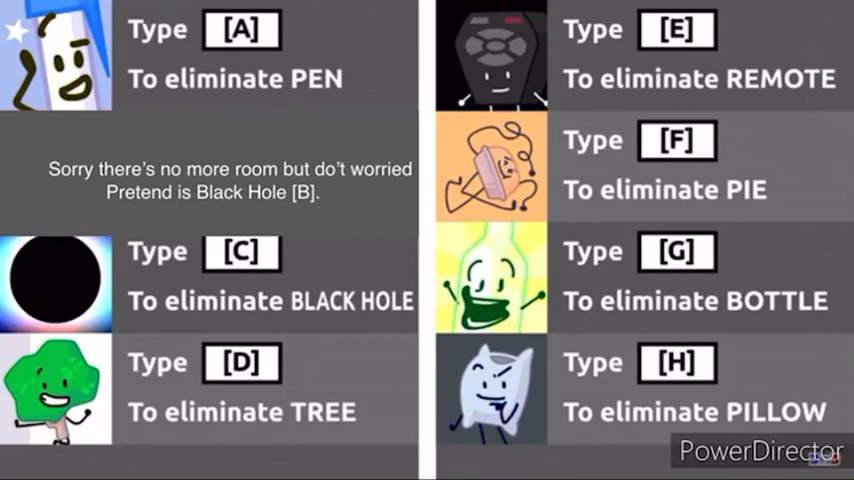 Type [A]
To eliminate PEN
Sorry there's no more room but do't worried
Pretend is Black Hole [B].
Type [C]
To eliminate BLACK HOLE
Type [D]
To eliminate TREE
Type [E]
To eliminate REMOTE
Type [F]
To eliminate PIE
Type [G]
To eliminate BOTTLE
Type [H]
To eliminate PILLOW
PowerDirector